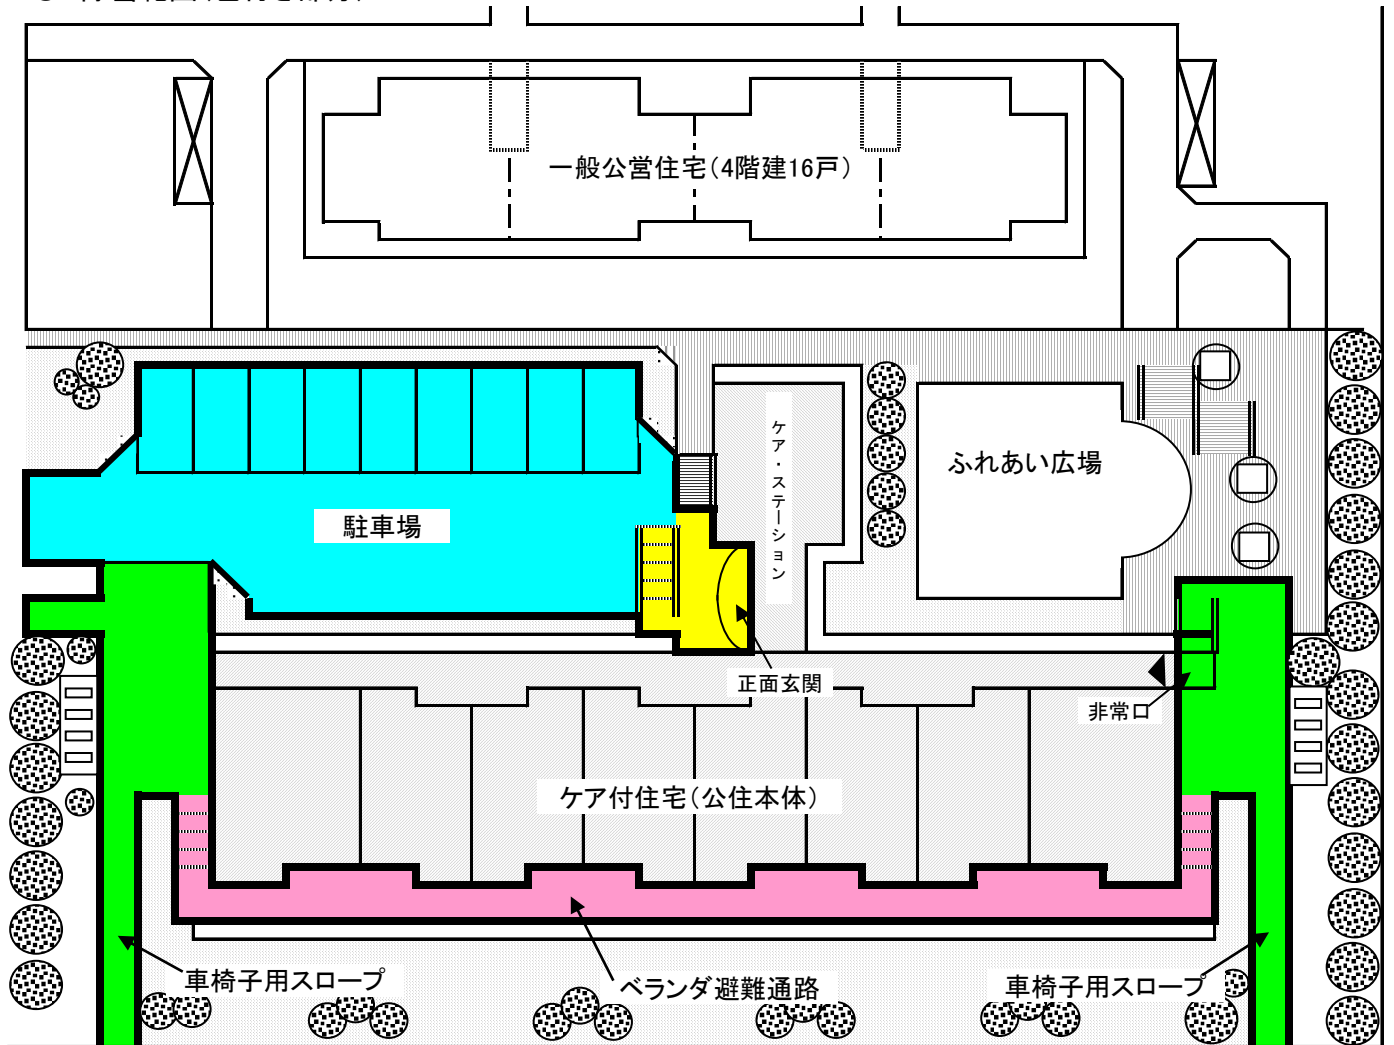 一般公営住宅(4階建16戸)
ケア・ステーション
ふれあい広場
駐車場
正面玄関
非常口
ケア付住宅(公住本体)
車椅子用スロープ
ベランダ避難通路
車椅子用スロープ